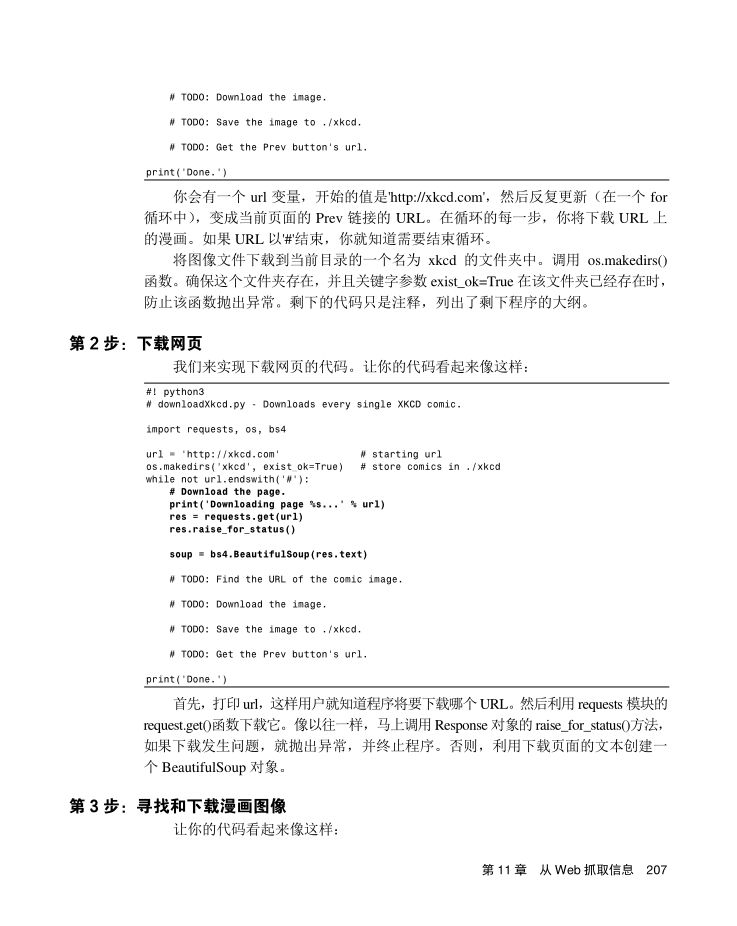 # TODO: Download the image.
# TODO: Save the image to ./xkcd.
# TODO: Get the Prev button's url.
print('Done.')
你会有一个 url 变量，开始的值是'http://xkcd.com'，然后反复更新（在一个 for
循环中），变成当前页面的 Prev 链接的 URL。在循环的每一步，你将下载 URL 上
的漫画。如果 URL 以'#'结束，你就知道需要结束循环。
将图像文件下载到当前目录的一个名为 xkcd 的文件夹中。调用 os.makedirs()
函数。确保这个文件夹存在，并且关键字参数 exist_ok=True 在该文件夹已经存在时，
防止该函数抛出异常。剩下的代码只是注释，列出了剩下程序的大纲。
第 2 步：下载网页
我们来实现下载网页的代码。让你的代码看起来像这样：
#! python3
# downloadXkcd.py - Downloads every single XKCD comic.
import requests, os, bs4
url = 'http://xkcd.com' # starting url
os.makedirs('xkcd', exist_ok=True) # store comics in ./xkcd
while not url.endswith('#'):
# Download the page.
print('Downloading page %s...' % url)
res = requests.get(url)
res.raise_for_status()
soup = bs4.BeautifulSoup(res.text)
# TODO: Find the URL of the comic image.
# TODO: Download the image.
# TODO: Save the image to ./xkcd.
# TODO: Get the Prev button's url.
print('Done.')
首先，打印 url，这样用户就知道程序将要下载哪个 URL。然后利用 requests 模块的
request.get()函数下载它。像以往一样，马上调用 Response 对象的 raise_for_status()方法，
如果下载发生问题，就抛出异常，并终止程序。否则，利用下载页面的文本创建一
个 BeautifulSoup 对象。
第 3 步：寻找和下载漫画图像
让你的代码看起来像这样：
第 11 章 从 Web 抓取信息 207